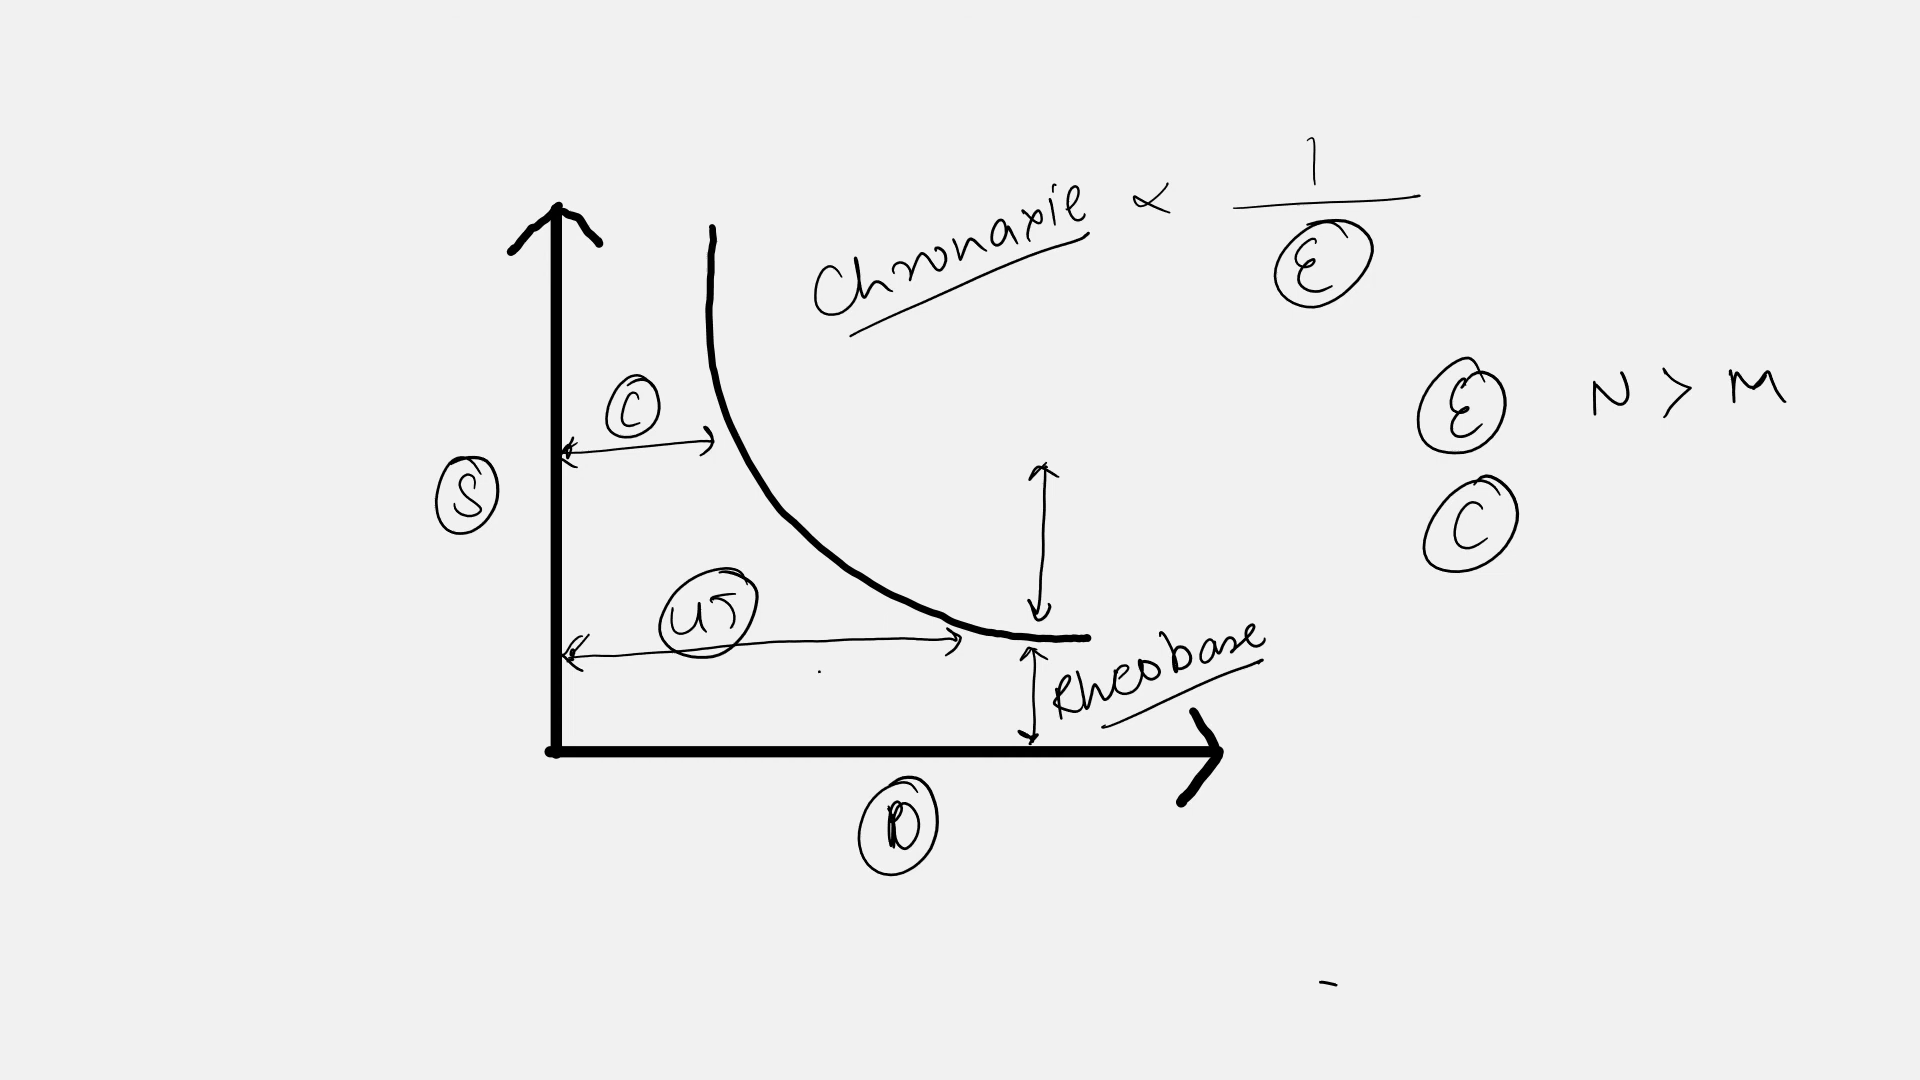 Chronaxie ∝ 1/E
E N > M
C
C
S
UT
Rheobase
D